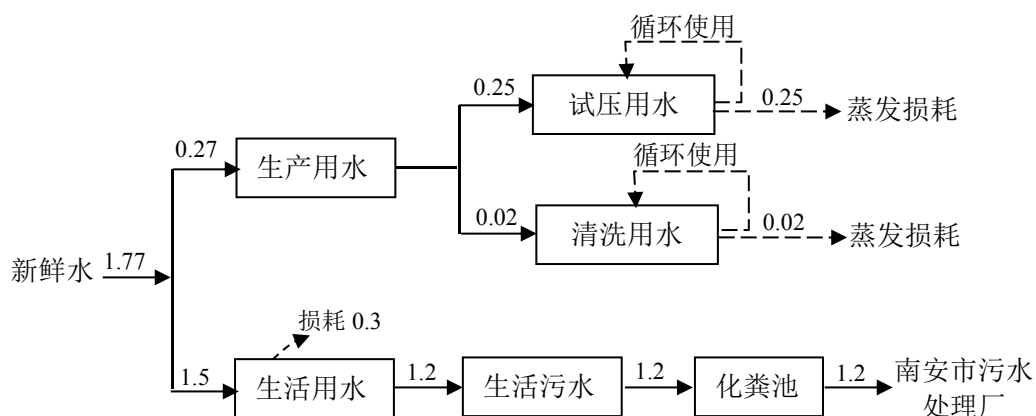 循环使用
0.25
试压用水
0.25
蒸发损耗
0.27
生产用水
循环使用
0.02
清洗用水
0.02
蒸发损耗
新鲜水
1.77
损耗 0.3
1.5
生活用水
1.2
生活污水
1.2
化粪池
1.2
南安市污水
处理厂